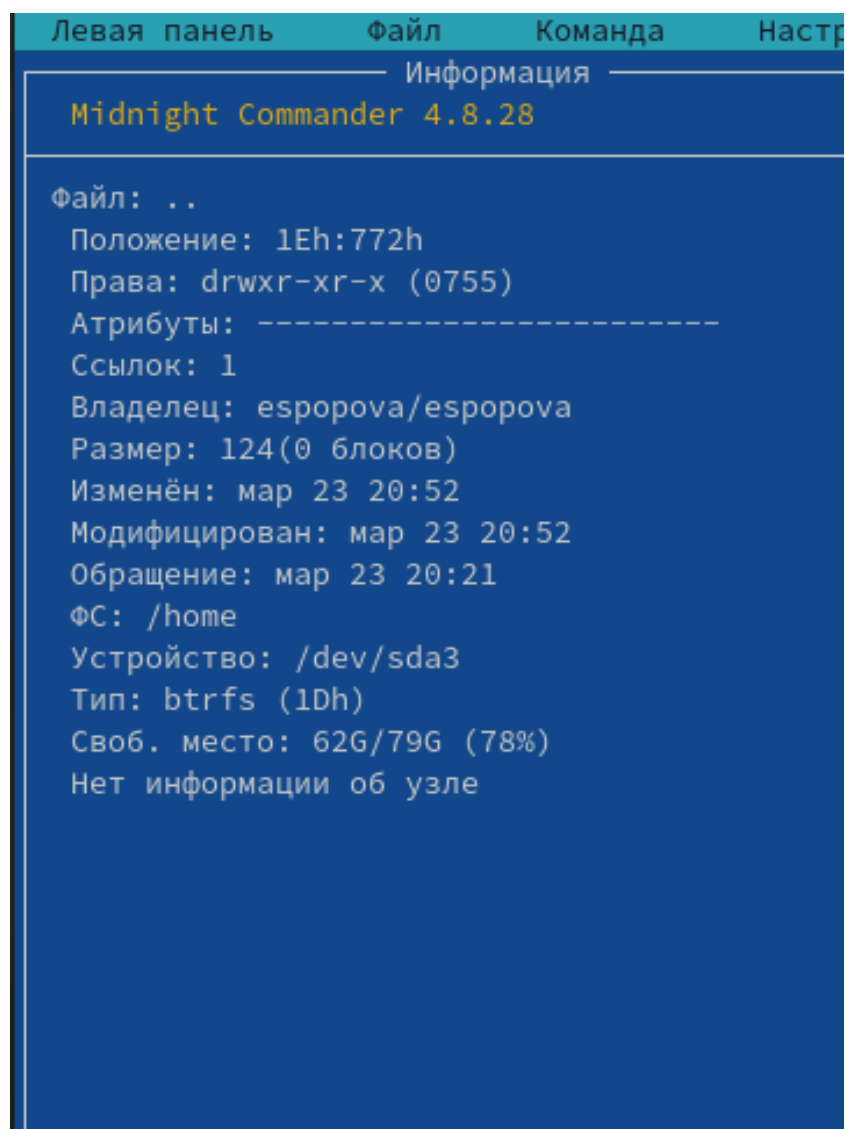 Левая панель Файл Команда Настр
Информация
Midnight Commander 4.8.28
Файл: ..
Положение: 1Eh:772h
Права: drwxr-xr-x (0755)
Атрибуты: -------------------------
Ссылок: 1
Владелец: espopova/espopova
Размер: 124(0 блоков)
Изменён: мар 23 20:52
Модифицирован: мар 23 20:52
Обращение: мар 23 20:21
ФС: /home
Устройство: /dev/sda3
Тип: btrfs (1Dh)
Своб. место: 62G/79G (78%)
Нет информации об узле